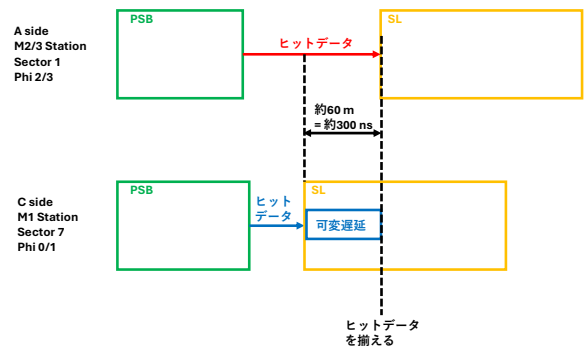 A side
M2/3 Station
Sector 1
Phi 2/3
PSB
ヒットデータ
SL
約60 m
= 約300 ns
C side
M1 Station
Sector 7
Phi 0/1
PSB
ヒット
データ
SL
可変遅延
ヒットデータ
を揃える